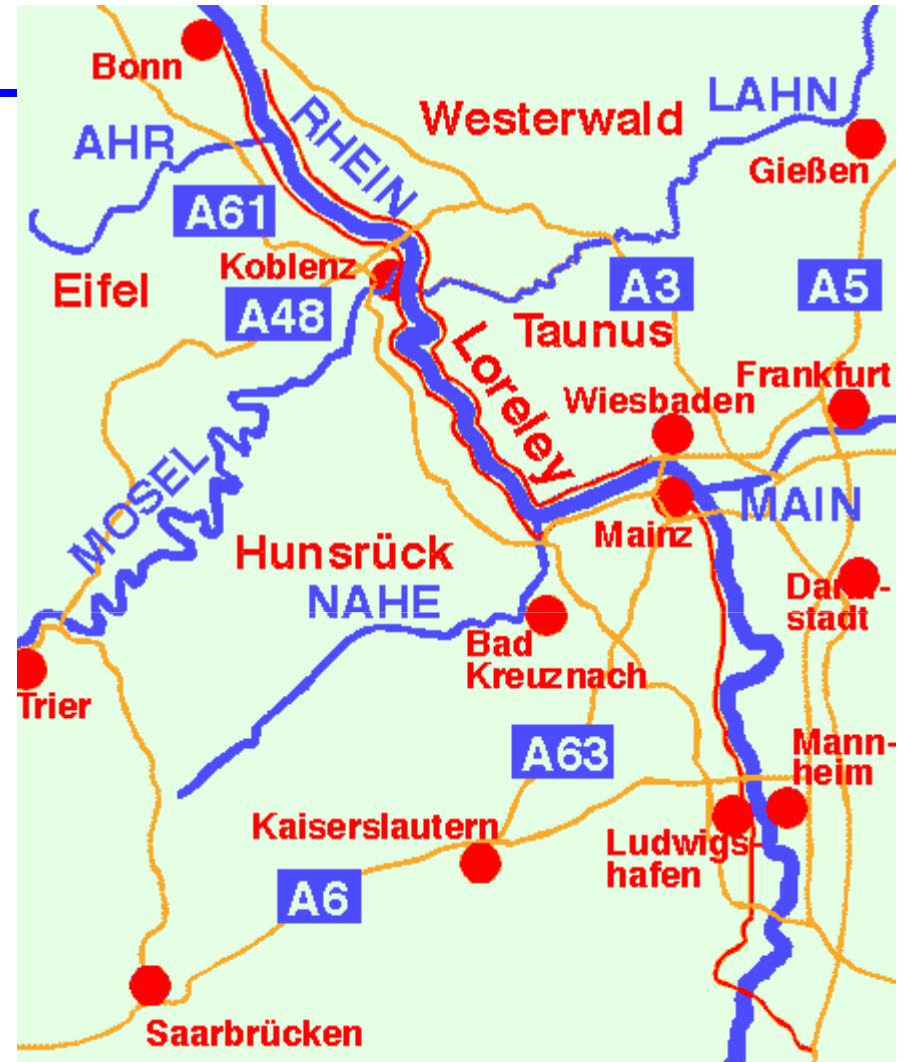 Bonn
LAHN
Westerwald
RHEIN
AHR
Gießen
A61
Koblenz
Eifel
A3
A5
A48
Taunus
Loreley
Frankfurt
Wiesbaden
MOSEL
MAIN
Mainz
Hunsrück
NAHE
Darm-
stadt
Bad
Kreuznach
Trier
A63
Mann-
heim
Kaiserslautern
Ludwigs-
hafen
A6
Saarbrücken